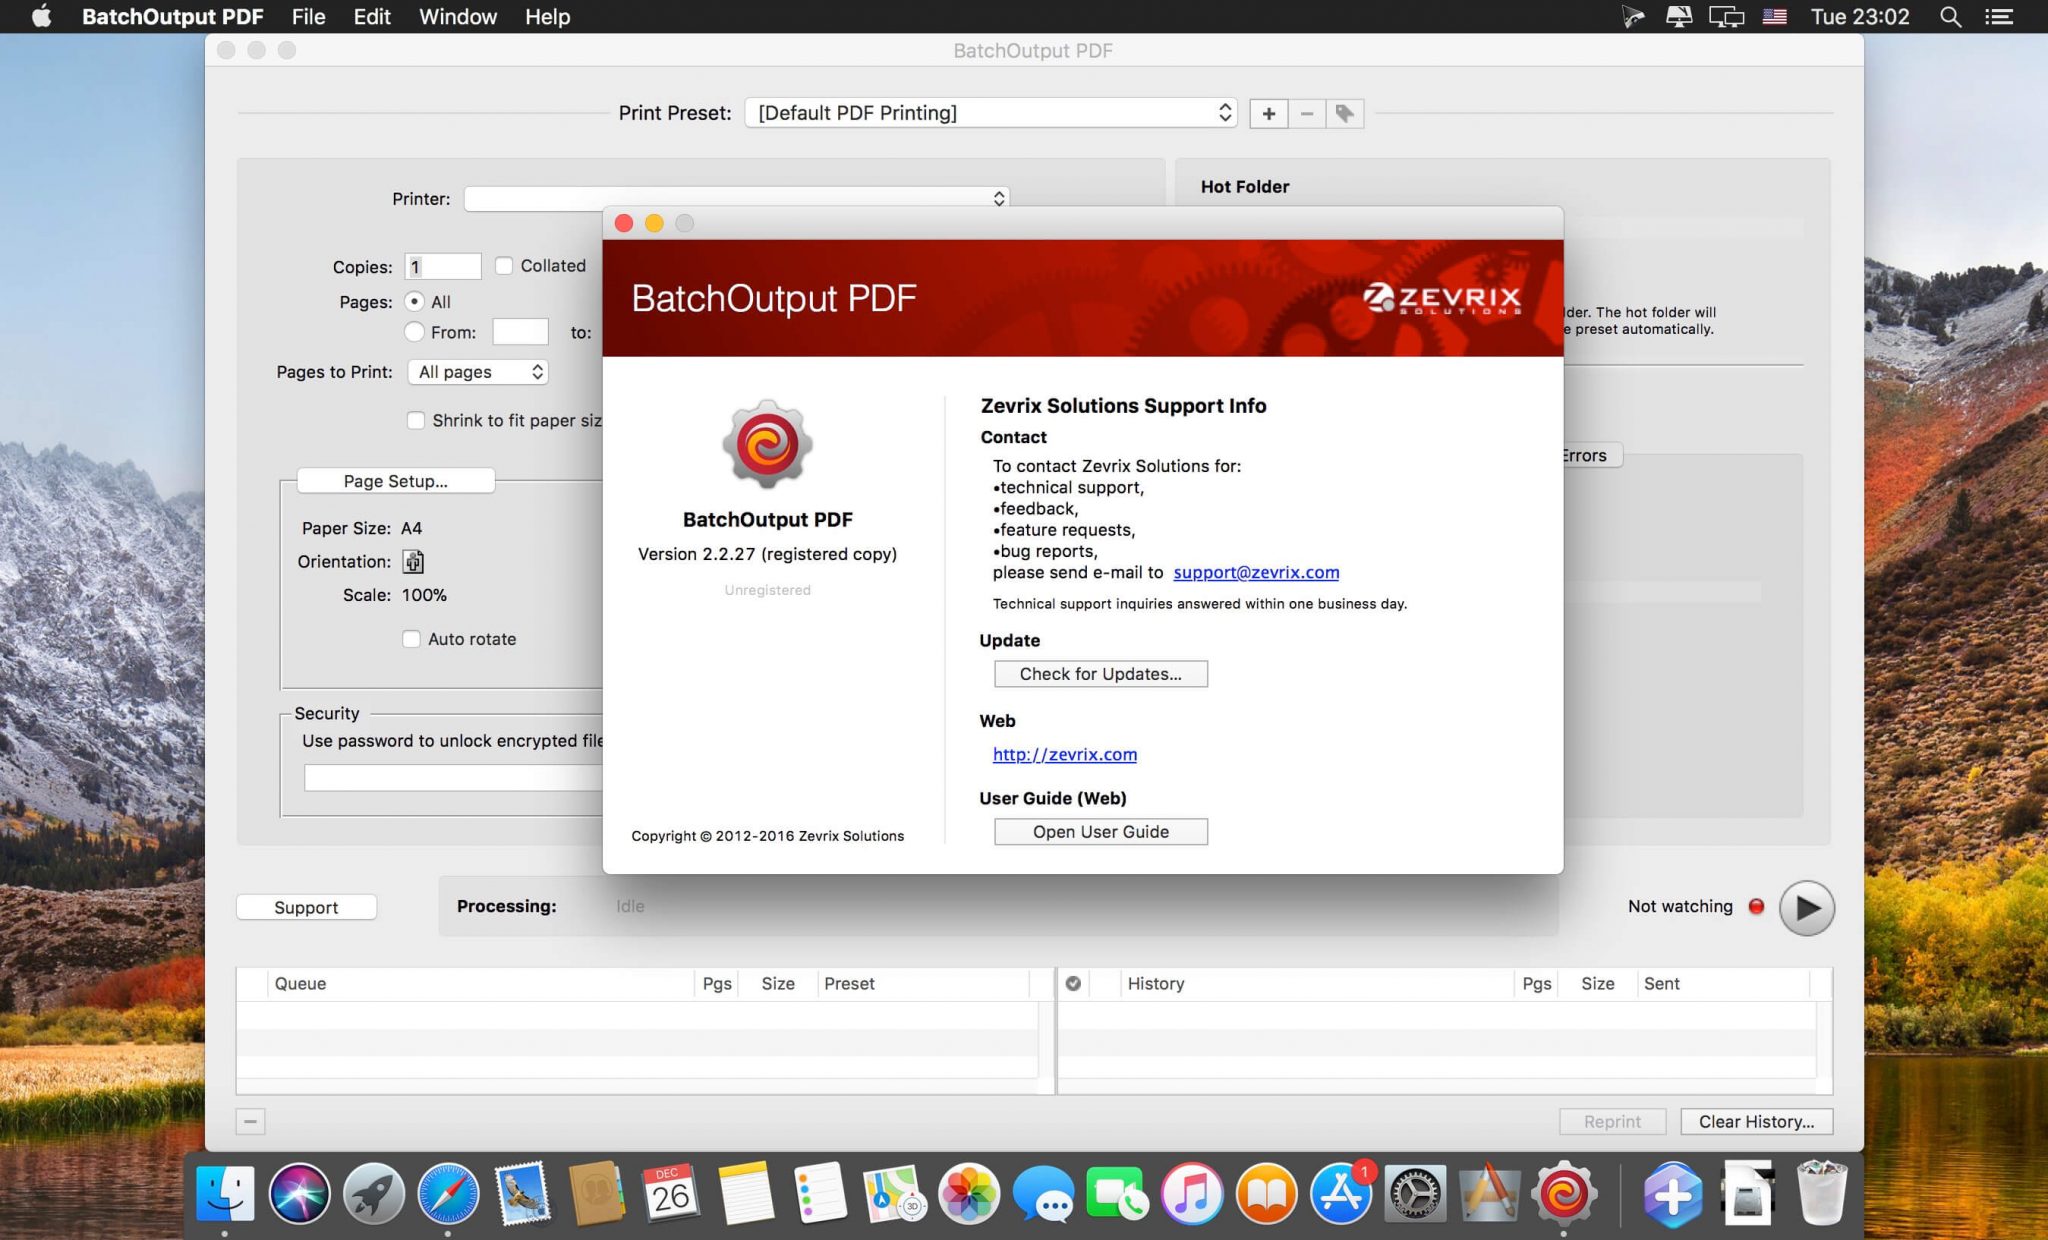 BatchOutput PDF File Edit Window Help
Tue 23:02
BatchOutput PDF
Print Preset: [Default PDF Printing]
+ −
Printer:
Copies: 1
Collated
Pages: All
From: to:
Pages to Print: All pages
Shrink to fit paper siz
Page Setup...
Paper Size: A4
Orientation:
Scale: 100%
Auto rotate
Security
Use password to unlock encrypted file
Hot Folder
lder. The hot folder will
e preset automatically.
Errors
BatchOutput PDF
ZEVRIX
SOLUTIONS
BatchOutput PDF
Version 2.2.27 (registered copy)
Unregistered
Copyright © 2012-2016 Zevrix Solutions
Zevrix Solutions Support Info
Contact
To contact Zevrix Solutions for:
•technical support,
•feedback,
•feature requests,
•bug reports,
please send e-mail to support@zevrix.com
Technical support inquiries answered within one business day.
Update
Check for Updates...
Web
http://zevrix.com
User Guide (Web)
Open User Guide
Support
Processing: Idle
Not watching
Queue Pgs Size Preset
History Pgs Size Sent
−
Reprint
Clear History...
DEC
26
3D
1